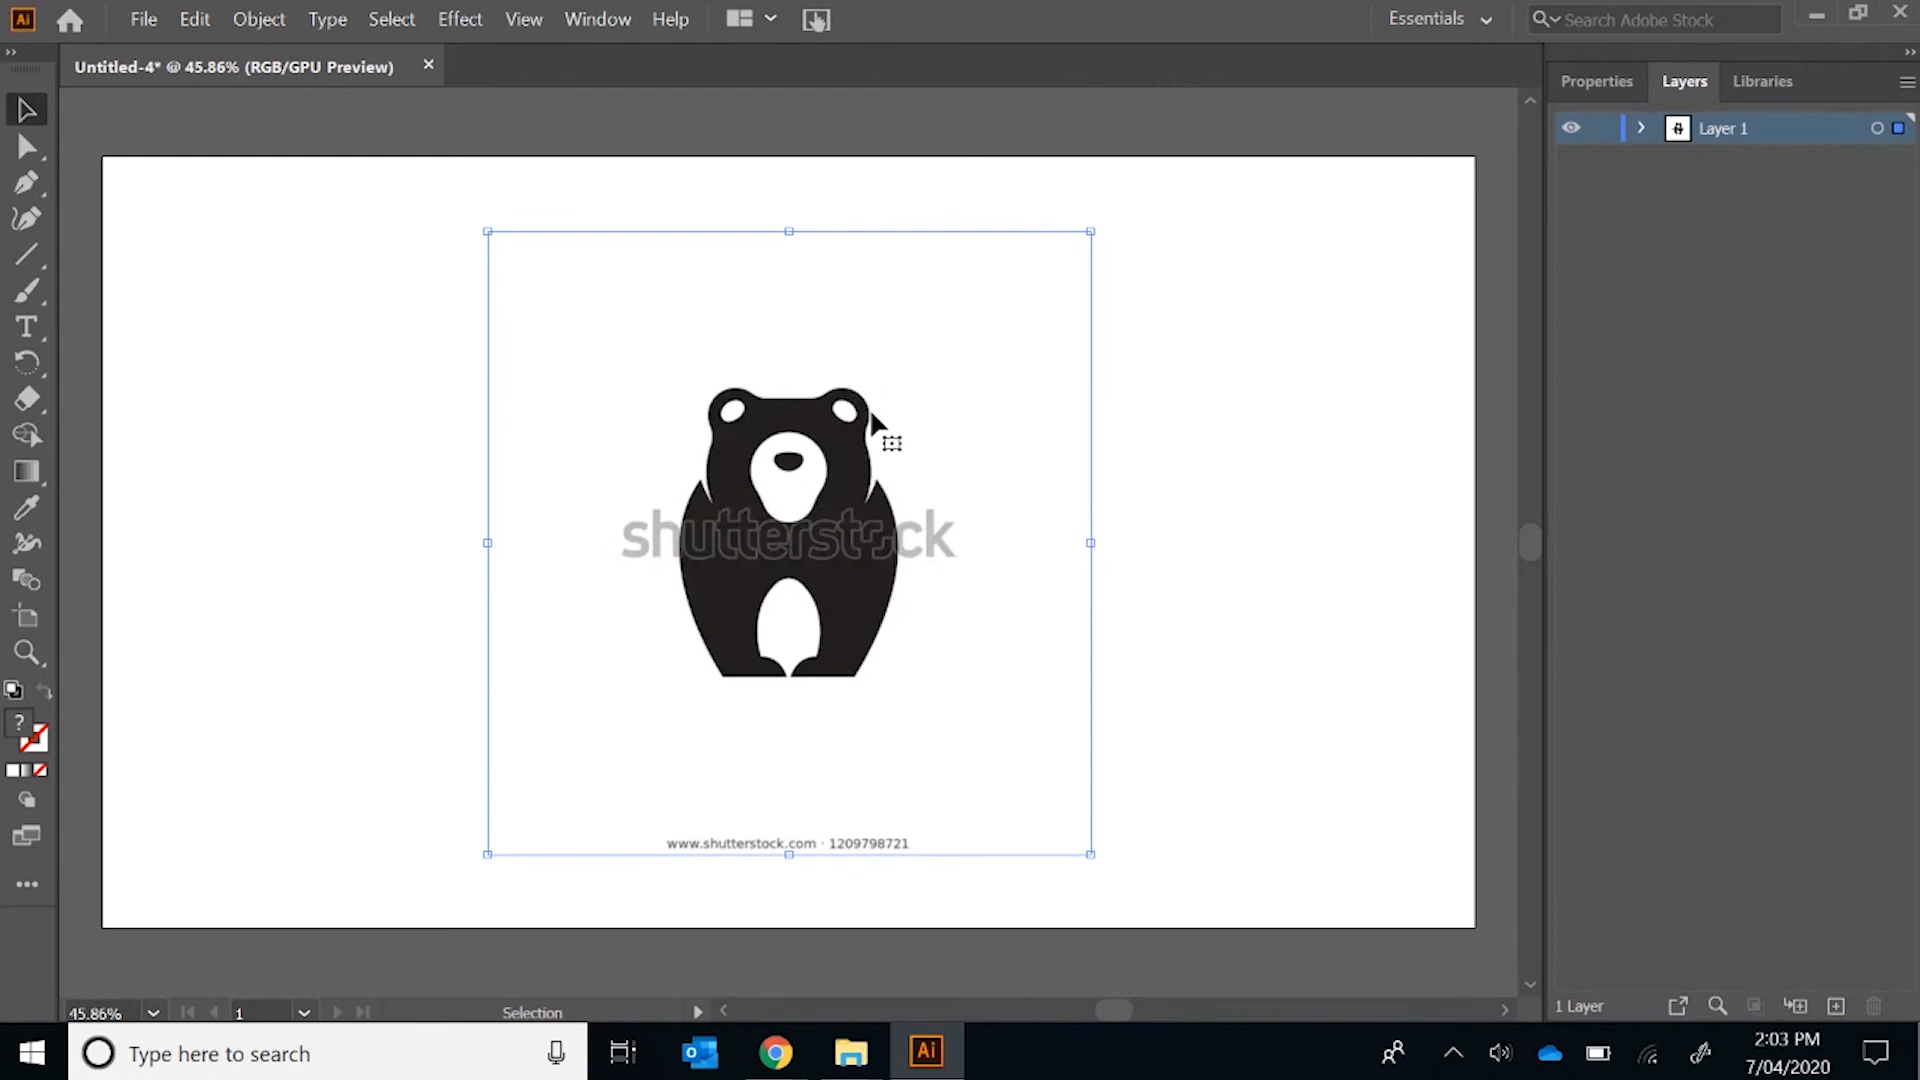 Ai File Edit Object Type Select Effect View Window Help Essentials Search Adobe Stock
Untitled-4* @ 45.86% (RGB/GPU Preview)
Properties Layers Libraries
Layer 1
shutterstock
www.shutterstock.com · 1209798721
45.86% 1 Selection
1 Layer
Type here to search
Ai
2:03 PM
7/04/2020